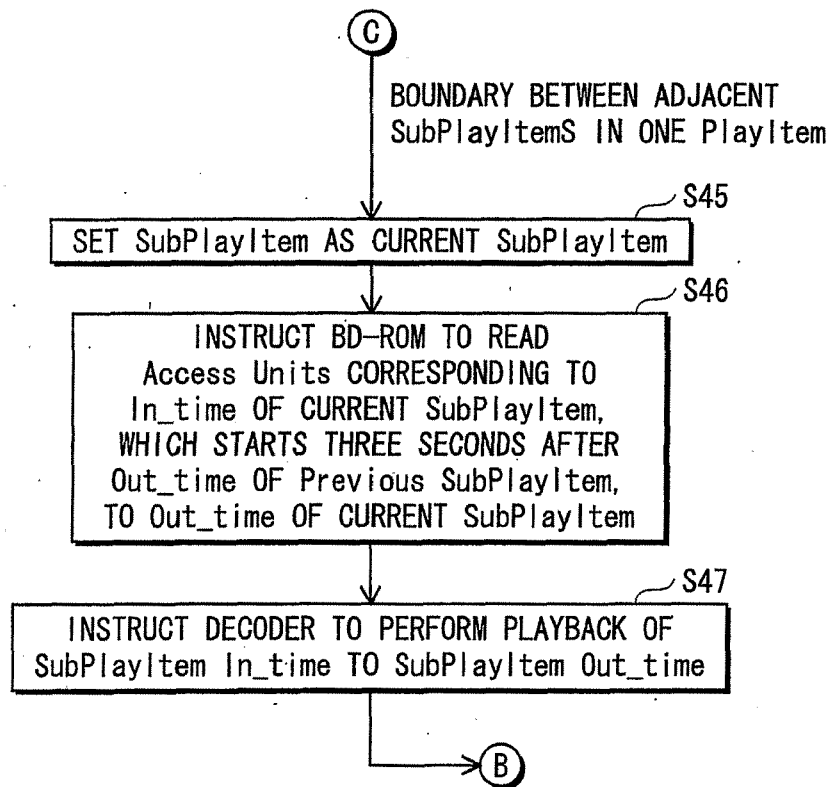 C
BOUNDARY BETWEEN ADJACENT
SubPlayItemS IN ONE PlayItem
S45
SET SubPlayItem AS CURRENT SubPlayItem
S46
INSTRUCT BD-ROM TO READ
Access Units CORRESPONDING TO
In_time OF CURRENT SubPlayItem,
WHICH STARTS THREE SECONDS AFTER
Out_time OF Previous SubPlayItem,
TO Out_time OF CURRENT SubPlayItem
S47
INSTRUCT DECODER TO PERFORM PLAYBACK OF
SubPlayItem In_time TO SubPlayItem Out_time
B